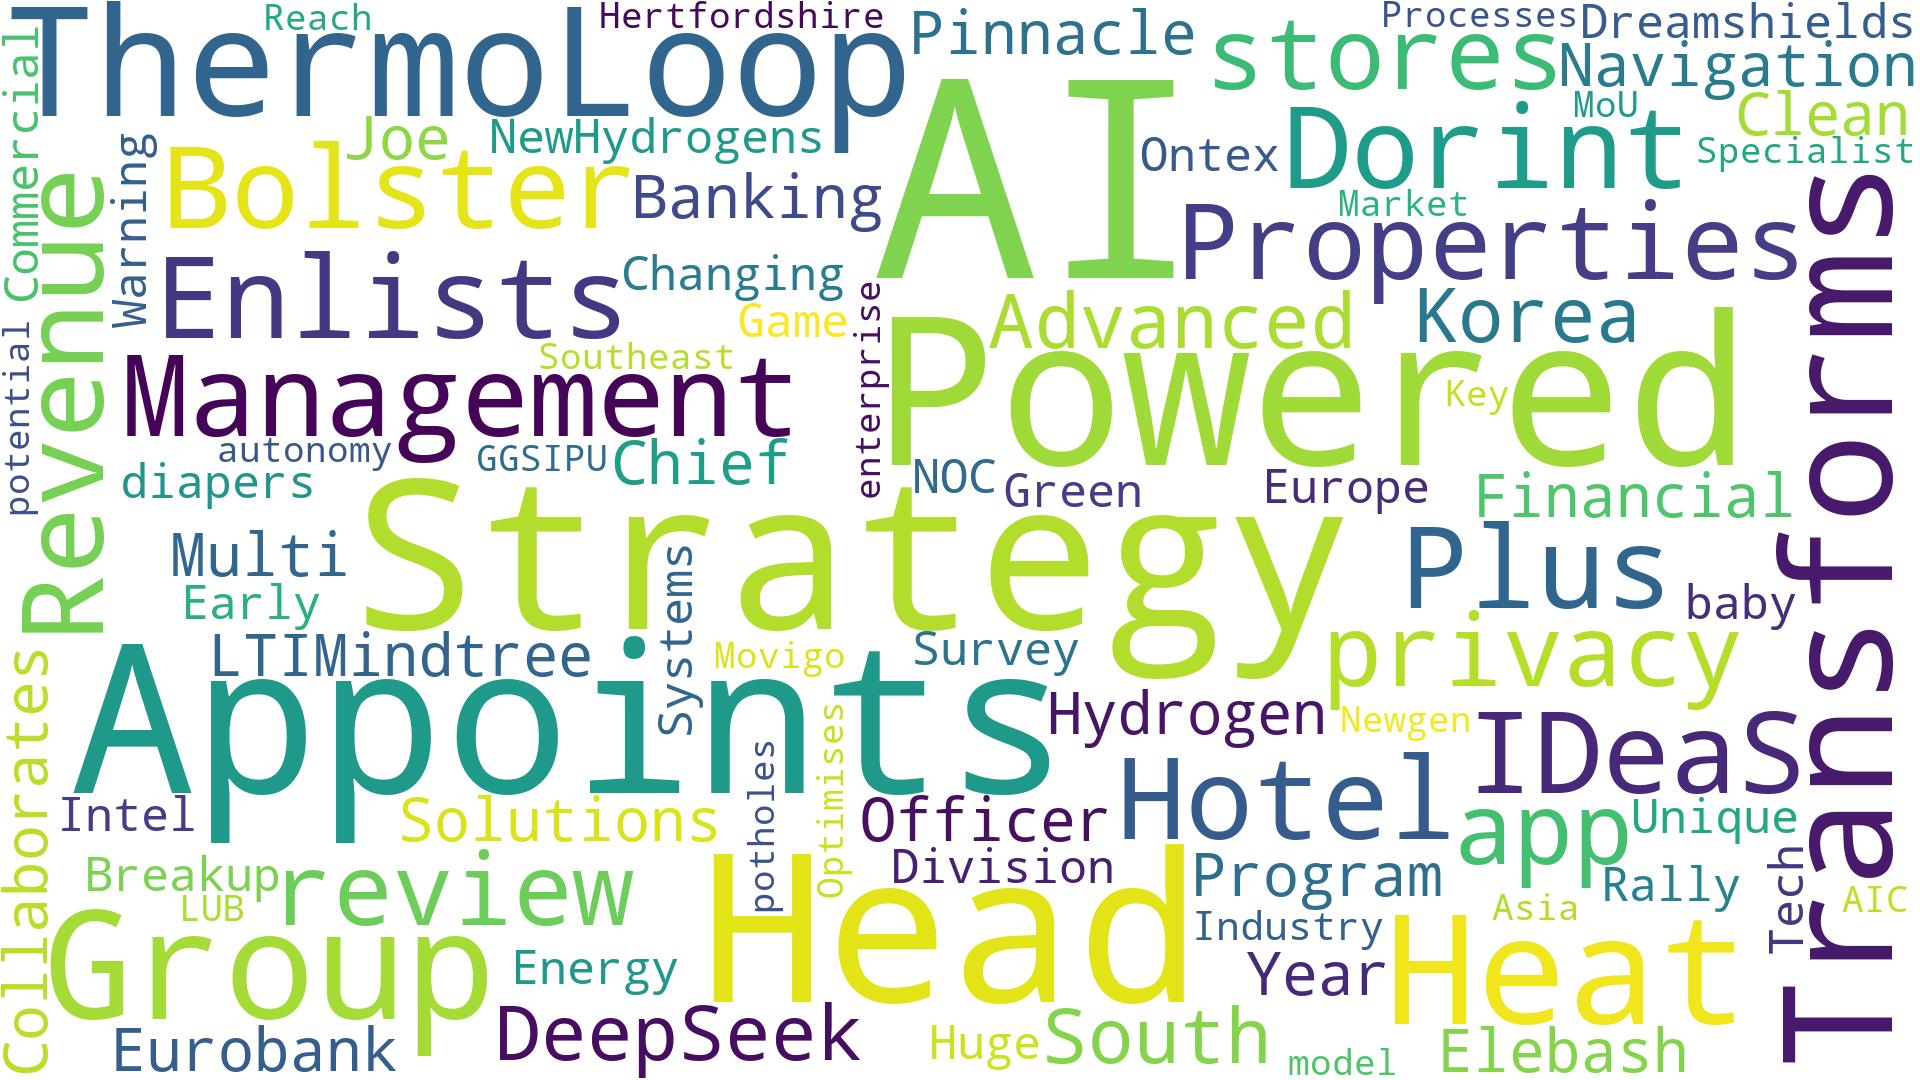 Reach
Hertfordshire
Processes
Dreamshields
ThermoLoop
Pinnacle
stores
Navigation
Commercial
AI
MoU
Clean
Joe
NewHydrogens
Ontex
Dorint
Specialist
Warning
Bolster
Banking
Market
Properties
Transforms
Revenue
Enlists
Changing
Game
enterprise
Advanced
Korea
potential
Southeast
Management
Powered
Key
autonomy
GGSIPU
Chief
NOC
Green
Europe
Financial
diapers
Strategy
Multi
Plus
Early
Systems
baby
LTIMindtree
Movigo
Survey
privacy
Collaborates
Appoints
Hydrogen
Newgen
IDeaS
Intel
Solutions
potholes
Optimises
Officer
Hotel
app
Unique
Breakup
review
Division
Program
Rally
Tech
LUB
Head
Asia
AIC
Group
Industry
Energy
Year
Heat
Eurobank
DeepSeek
Huge
South
model
Elebash